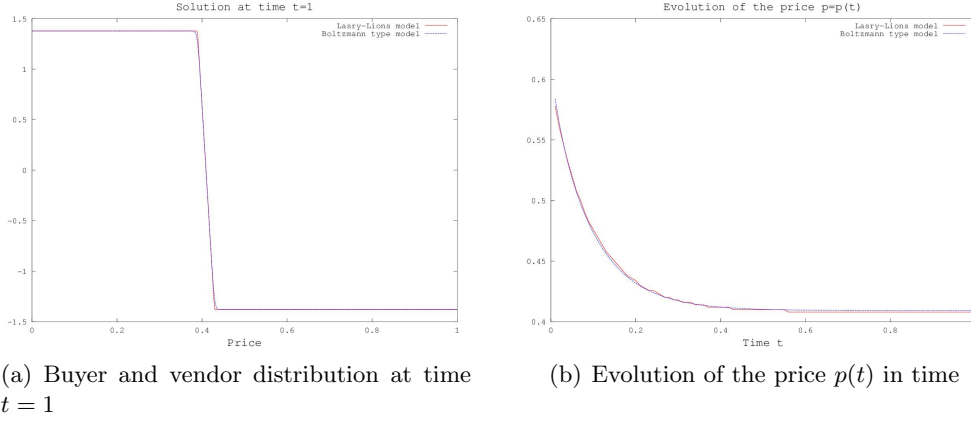 Solution at time t=1
Lasry-Lions model
Boltzmann type model
1.5
1
0.5
0
-0.5
-1
-1.5
0 0.2 0.4 0.6 0.8 1
Price
(a) Buyer and vendor distribution at time
t = 1
Evolution of the price p=p(t)
Lasry-Lions model
Boltzmann type model
0.65
0.6
0.55
0.5
0.45
0.4
0 0.2 0.4 0.6 0.8
Time t
(b) Evolution of the price p(t) in time